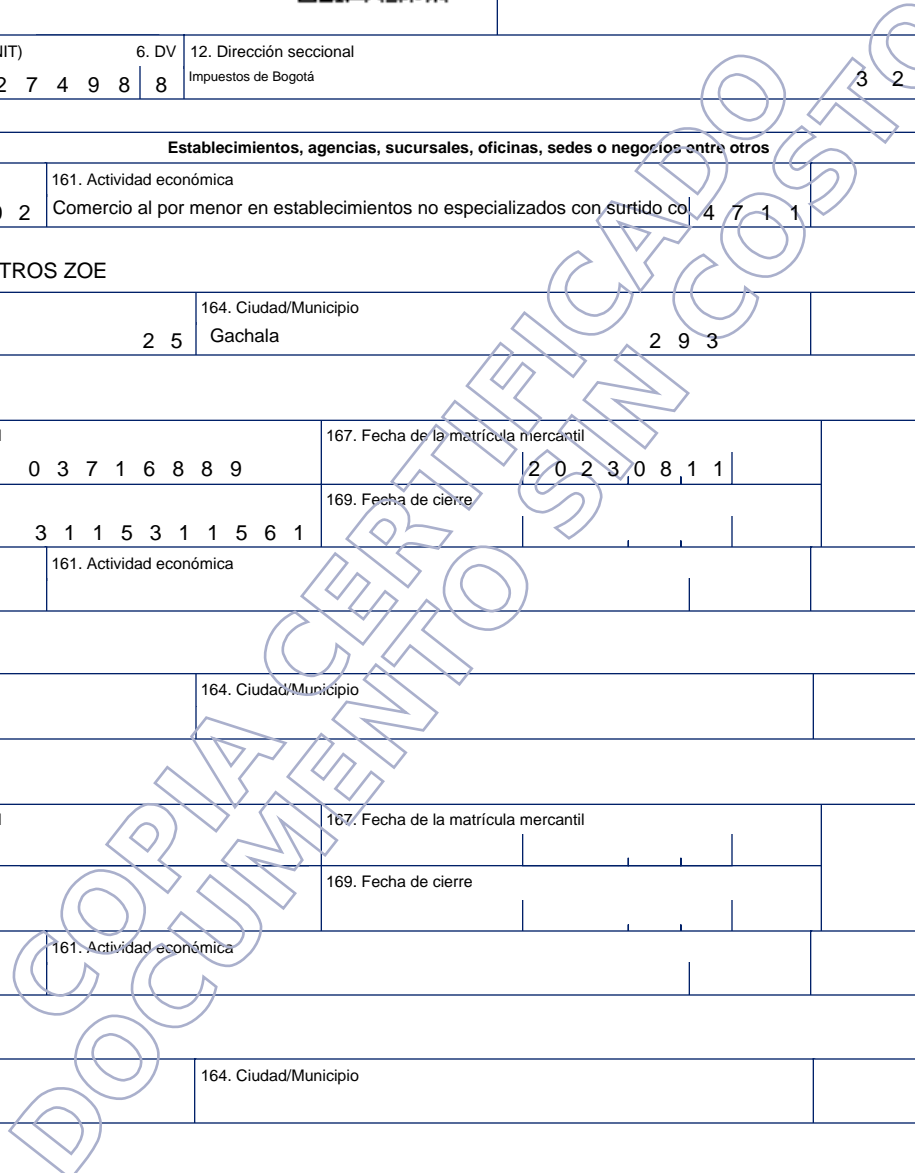 IT) 6. DV 12. Dirección seccional
2 7 4 9 8 8 8 Impuestos de Bogotá 3 2
Establecimientos, agencias, sucursales, oficinas, sedes o negocios entre otros
161. Actividad económica
0 2 Comercio al por menor en establecimientos no especializados con surtido co 4 7 1 1
TROS ZOE
164. Ciudad/Municipio
2 5 Gachala 2 9 3
167. Fecha de la matrícula mercantil
0 3 7 1 6 8 8 9 2 0 2 3 0 8 1 1
169. Fecha de cierre
3 1 1 5 3 1 1 5 6 1
161. Actividad económica
164. Ciudad/Municipio
167. Fecha de la matrícula mercantil
169. Fecha de cierre
161. Actividad económica
164. Ciudad/Municipio
COPIA CERTIFICADO
DOCUMENTO SIN COSTO